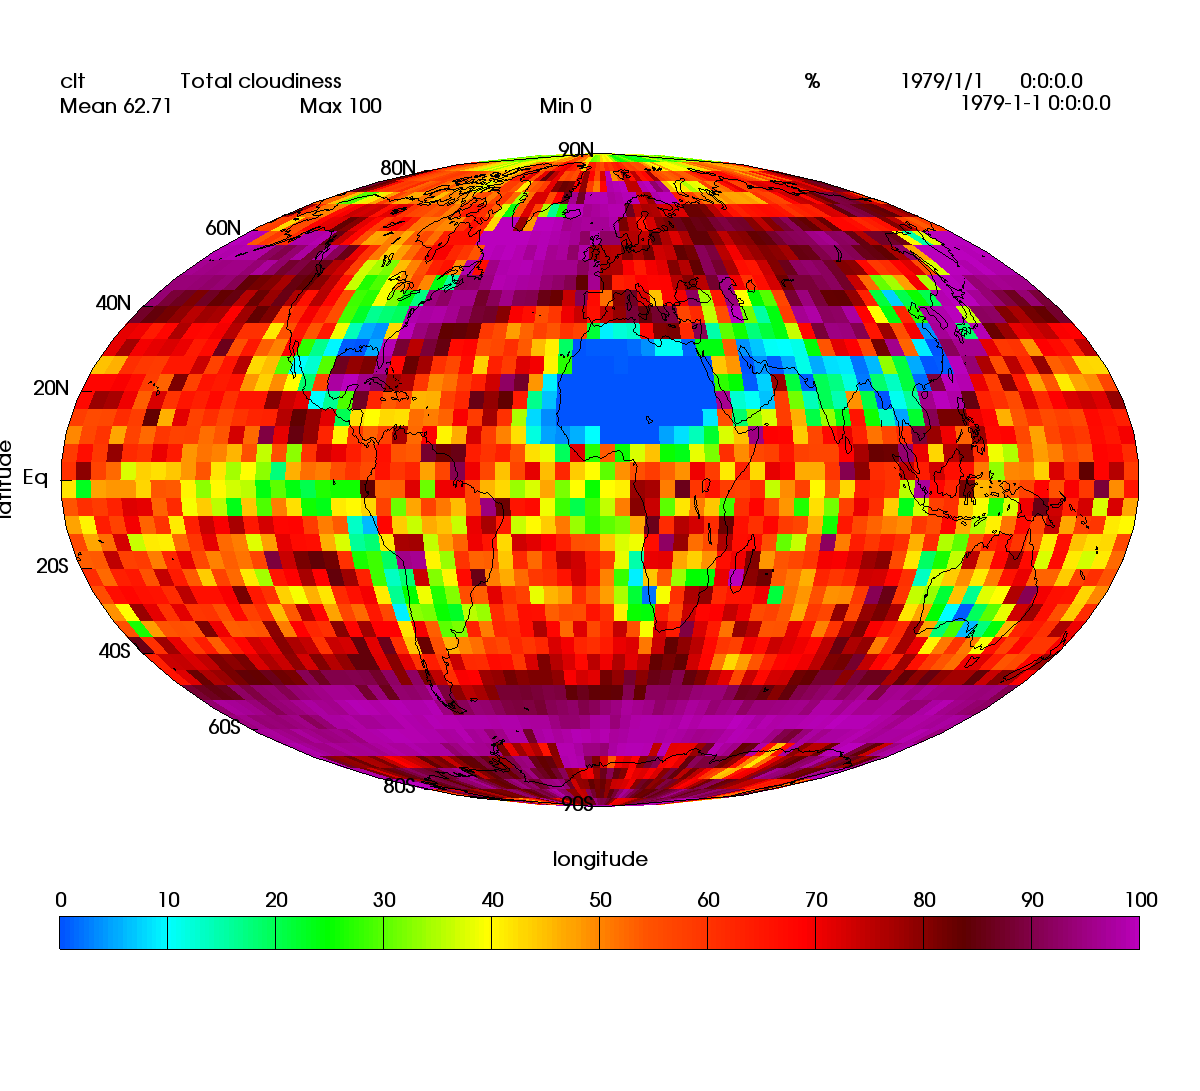 clt Total cloudiness % 1979/1/1 0:0:0.0
Mean 62.71 Max 100 Min 0 1979-1-1 0:0:0.0
90N
80N
60N
40N
20N
latitude
Eq
20S
40S
60S
80S
90S
longitude
0 10 20 30 40 50 60 70 80 90 100